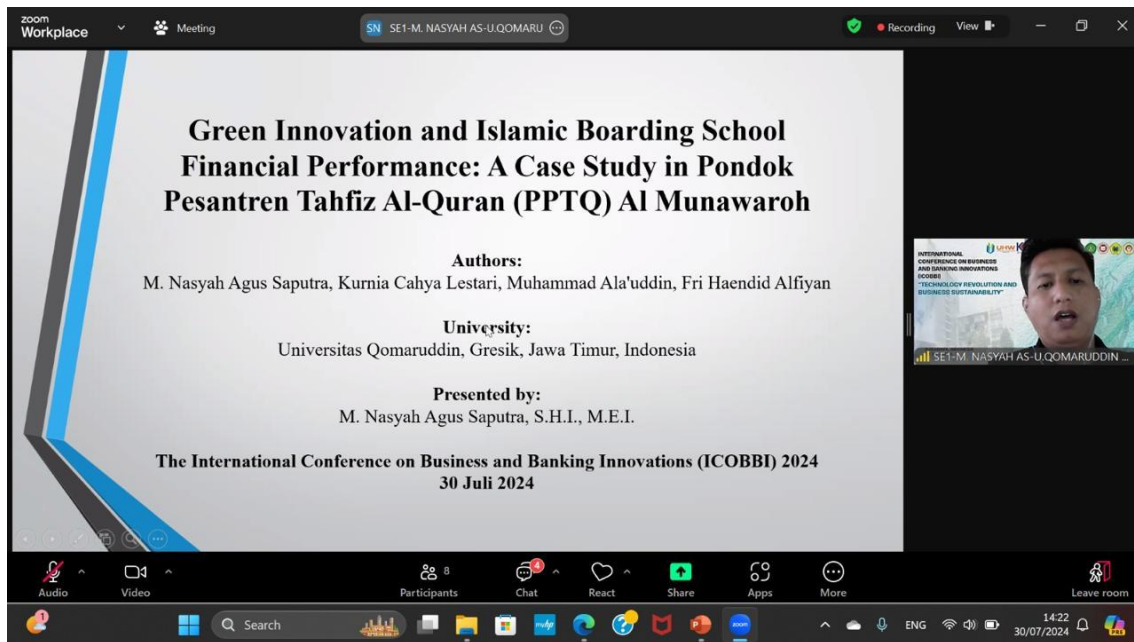 zoom
Workplace
Meeting
SN SE1-M. NASYAH AS-U.QOMARU
Recording
View
Green Innovation and Islamic Boarding School
Financial Performance: A Case Study in Pondok
Pesantren Tahfiz Al-Quran (PPTQ) Al Munawaroh
Authors:
M. Nasyah Agus Saputra, Kurnia Cahya Lestari, Muhammad Ala'uddin, Fri Haendid Alfiyan
University:
Universitas Qomaruddin, Gresik, Jawa Timur, Indonesia
Presented by:
M. Nasyah Agus Saputra, S.H.I., M.E.I.
The International Conference on Business and Banking Innovations (ICOBBI) 2024
30 Juli 2024
INTERNATIONAL
CONFERENCE ON BUSINESS
AND BANKING INNOVATIONS
(ICOBBI)
"TECHNOLOGY REVOLUTION AND
BUSINESS SUSTAINABILITY"
SE1-M. NASYAH AS-U.QOMARUDDIN ...
Audio
Video
8
Participants
4
Chat
React
Share
Apps
More
Leave room
Search
myhp
zoom
ENG
14:22
30/07/2024
PRE